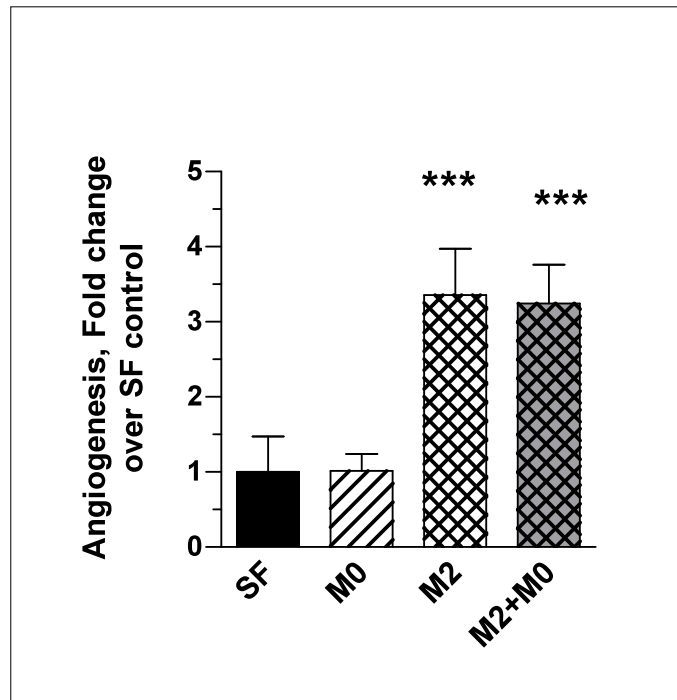 Angiogenesis, Fold change
over SF control
5
4
3
2
1
0
***
***
SF
M0
M2
M2+M0